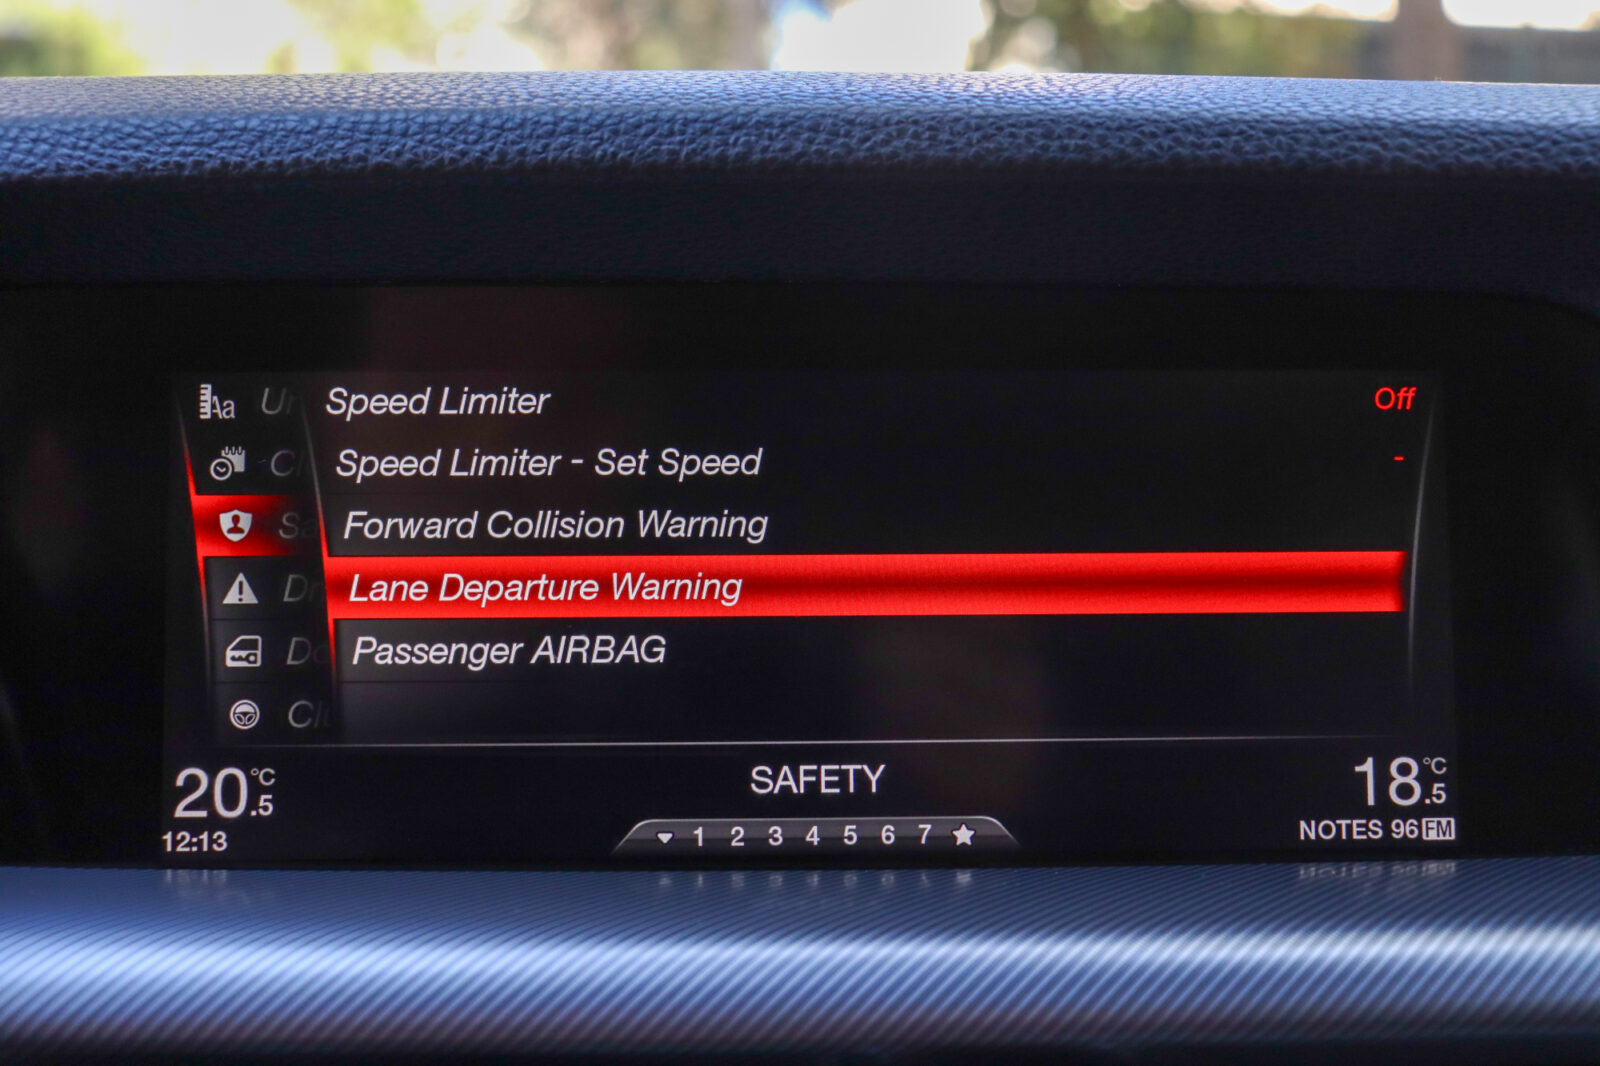 Speed Limiter Off
Speed Limiter - Set Speed -
Forward Collision Warning
Lane Departure Warning
Passenger AIRBAG
20.5°C
SAFETY
18.5°C
12:13
1 2 3 4 5 6 7
NOTES 96 FM